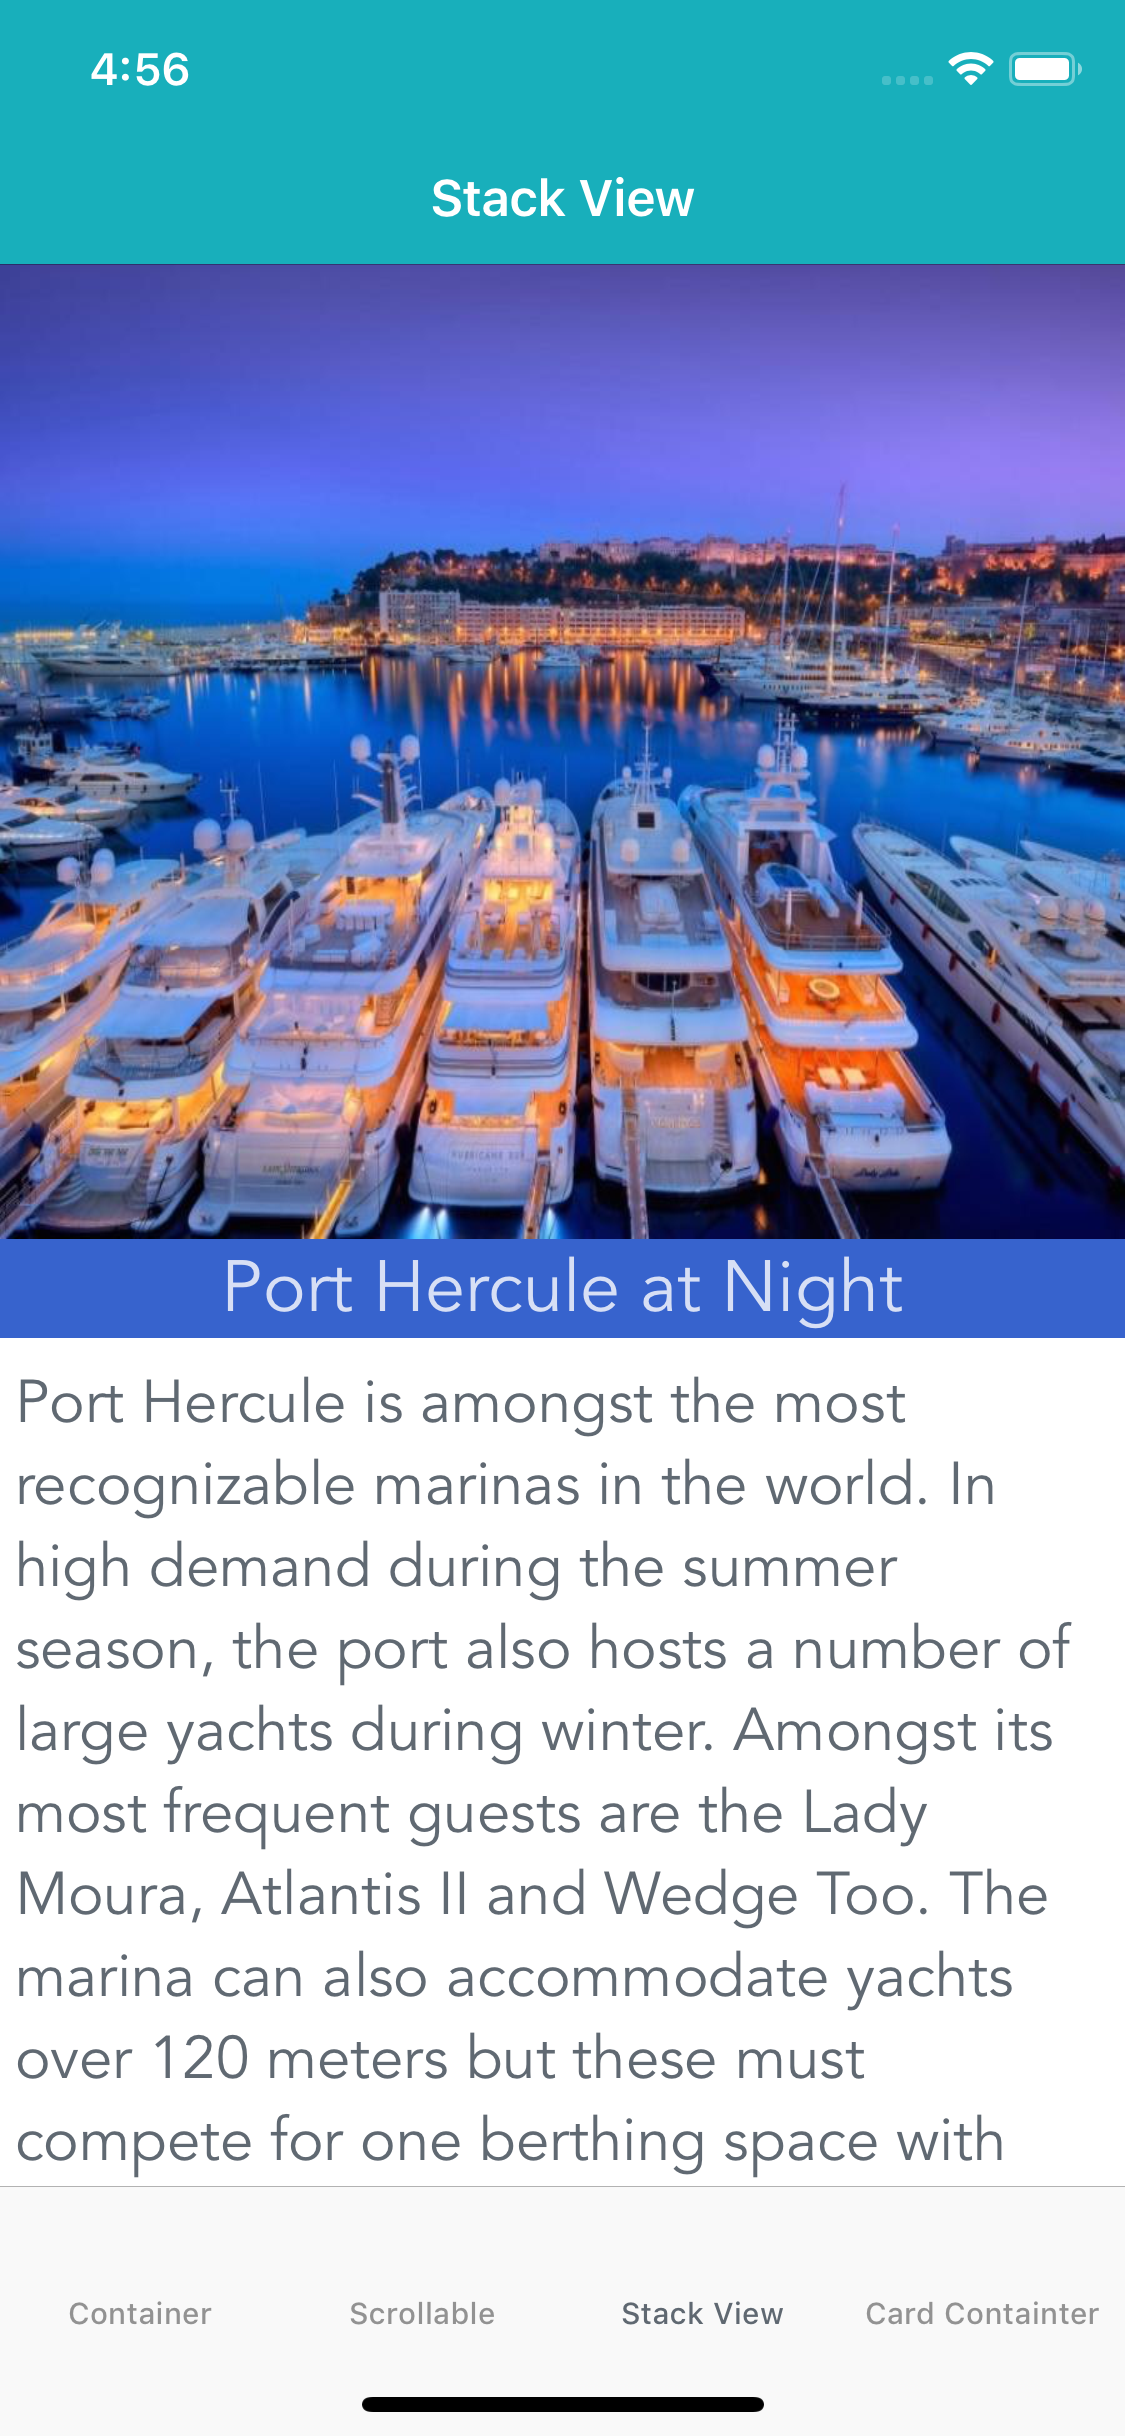 4:56
Stack View
Port Hercule at Night
Port Hercule is amongst the most
recognizable marinas in the world. In
high demand during the summer
season, the port also hosts a number of
large yachts during winter. Amongst its
most frequent guests are the Lady
Moura, Atlantis II and Wedge Too. The
marina can also accommodate yachts
over 120 meters but these must
compete for one berthing space with
Container
Scrollable
Stack View
Card Containter